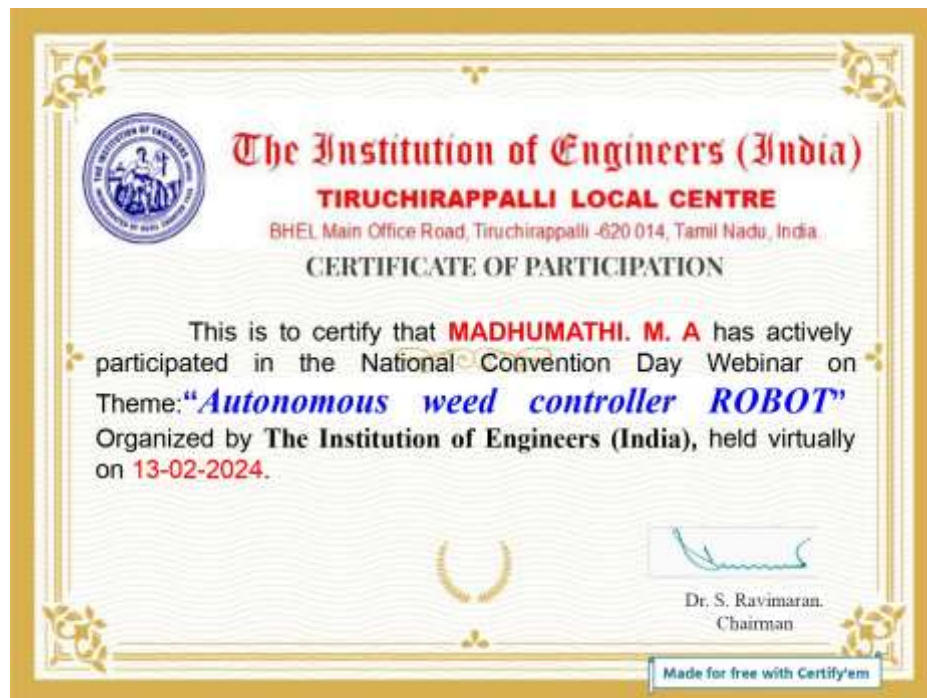 The Institution of Engineers (India)
TIRUCHIRAPPALLI LOCAL CENTRE
BHEL Main Office Road, Tiruchirappalli -620 014, Tamil Nadu, India.
CERTIFICATE OF PARTICIPATION
This is to certify that MADHUMATHI. M. A has actively
participated in the National Convention Day Webinar on
Theme:“Autonomous weed controller ROBOT”
Organized by The Institution of Engineers (India), held virtually
on 13-02-2024.
Dr. S. Ravimaran.
Chairman
Made for free with Certify'em